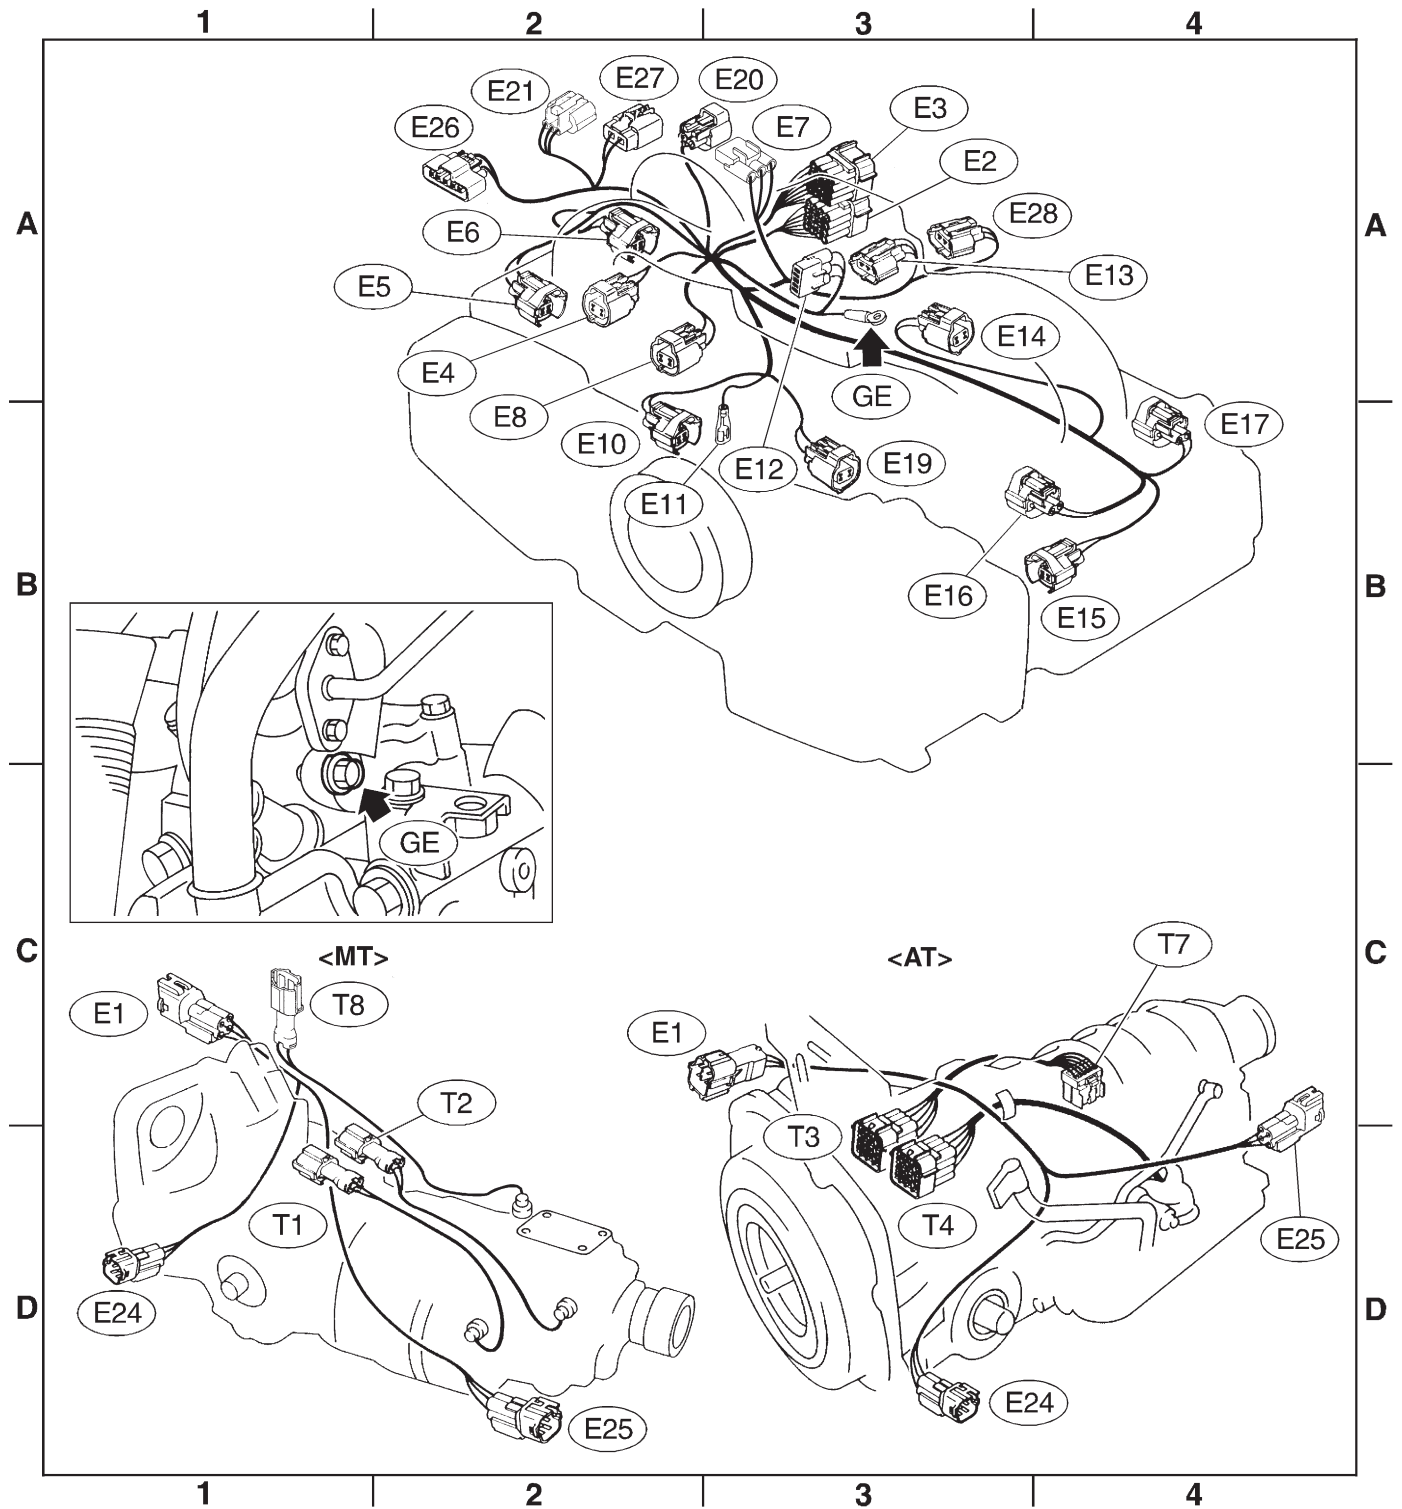 1 2 3 4
E21 E27 E20
E26 E7 E3
E2
A E6 E28 A
E5 E13
E4 E14
E8 GE
E10 E12 E19 E17
E11
B E16 B
E15
GE
C <MT> <AT> T7 C
E1 T8 E1
T2 T3
T1 T4 E25
D E24 D
E25 E24
1 2 3 4